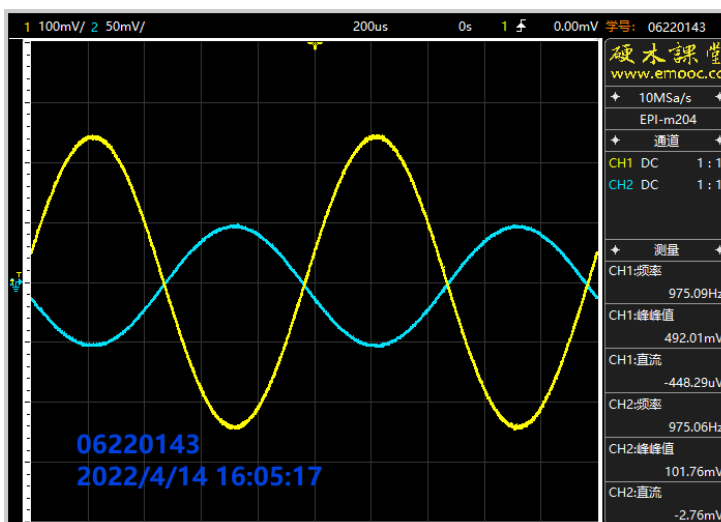 1 100mV/ 2 50mV/ 200us 0s 1 0.00mV 学号: 06220143
硬木課堂
www.emooc.cc
10MSa/s
EPI-m204
通道
CH1 DC 1:1
CH2 DC 1:1
测量
CH1:频率
975.09Hz
CH1:峰峰值
492.01mV
CH1:直流
-448.29uV
CH2:频率
975.06Hz
CH2:峰峰值
101.76mV
CH2:直流
-2.76mV
T
06220143
2022/4/14 16:05:17